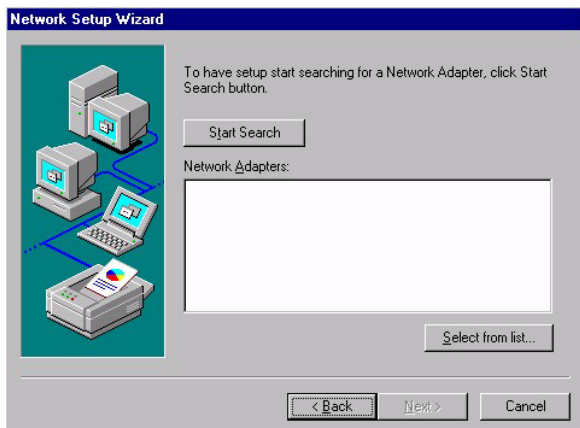 Network Setup Wizard
To have setup start searching for a Network Adapter, click Start
Search button.
Start Search
Network Adapters:
Select from list...
< Back
Next >
Cancel